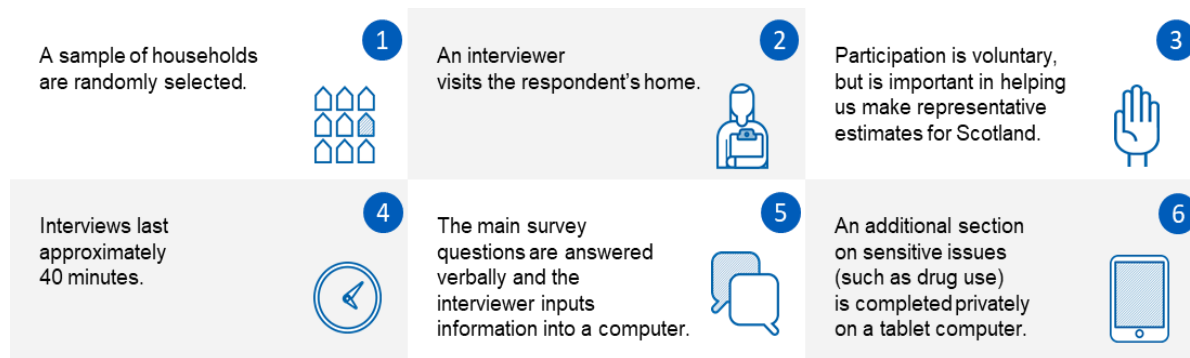 1
A sample of households
are randomly selected.
2
An interviewer
visits the respondent's home.
3
Participation is voluntary,
but is important in helping
us make representative
estimates for Scotland.
4
Interviews last
approximately
40 minutes.
5
The main survey
questions are answered
verbally and the
interviewer inputs
information into a computer.
6
An additional section
on sensitive issues
(such as drug use)
is completed privately
on a tablet computer.